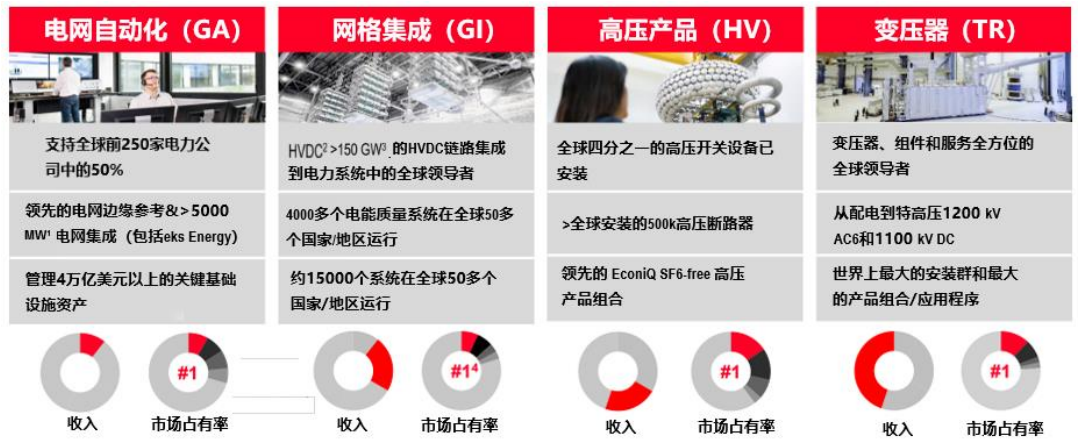 电网自动化（GA）
支持全球前250家电力公
司中的50%
领先的电网边缘参考&>5000
MW¹ 电网集成（包括eks Energy）
管理4万亿美元以上的关键基础
设施资产
#1
收入
市场占有率
网格集成（GI）
HVDC²>150 GW³ 的HVDC链路集成
到电力系统中的全球领导者
4000多个电能质量系统在全球50多
个国家/地区运行
约15000个系统在全球50多个
国家/地区运行
#1⁴
收入
市场占有率
高压产品（HV）
全球四分之一的高压开关设备已
安装
>全球安装的500k高压断路器
领先的 EconiQ SF6-free 高压
产品组合
#1
收入
市场占有率
变压器（TR）
变压器、组件和服务全方位的
全球领导者
从配电到特高压1200 kV
AC6和1100 kV DC
世界上最大的安装群和最大
的产品组合/应用程序
#1
收入
市场占有率